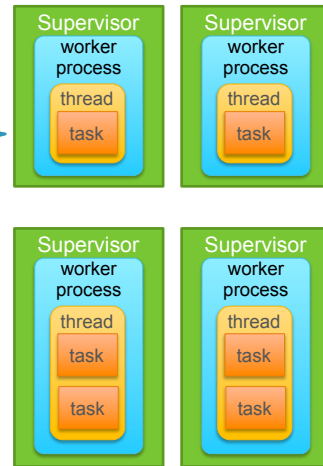 Supervisor
worker
process
thread
task
Supervisor
worker
process
thread
task
Supervisor
worker
process
thread
task
task
Supervisor
worker
process
thread
task
task